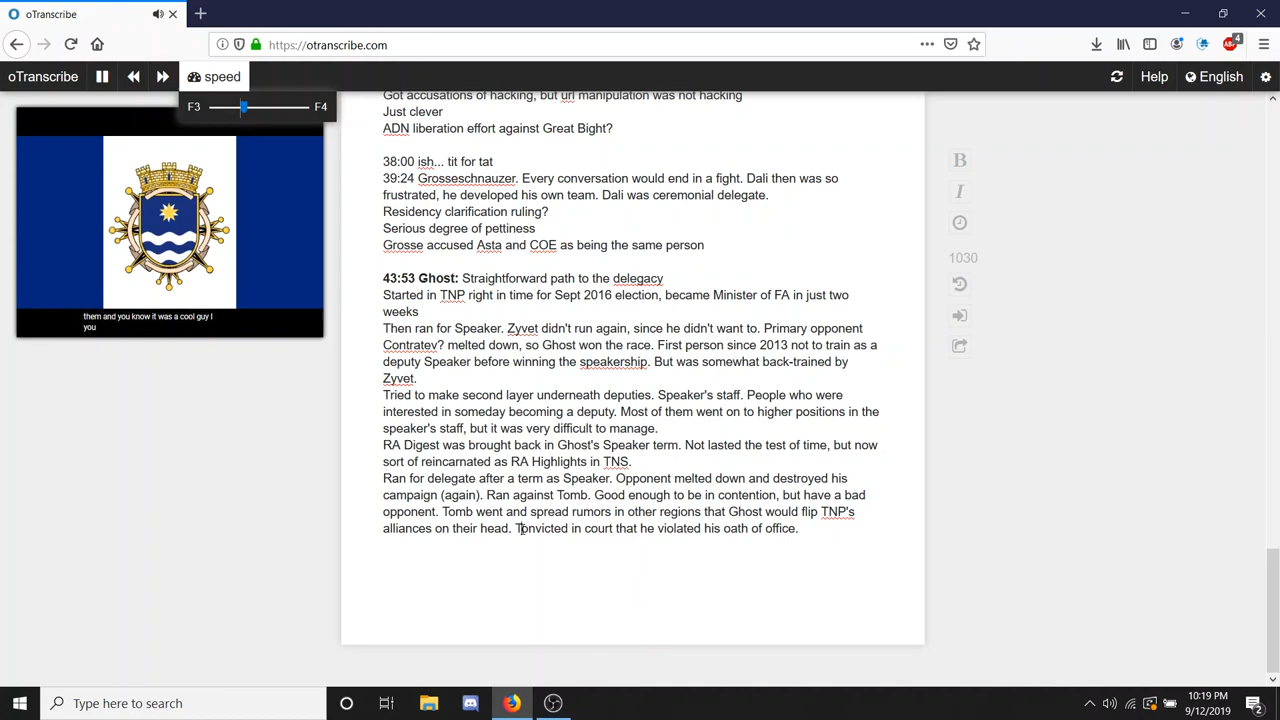 oTranscribe
https://otranscribe.com
4
oTranscribe
speed
Help
English
F3
F4
them and you know it was a cool guy I
you
Got accusations of hacking, but url manipulation was not hacking
Just clever
ADN liberation effort against Great Bight?
38:00 ish... tit for tat
39:24 Grosseschnauzer. Every conversation would end in a fight. Dali then was so
frustrated, he developed his own team. Dali was ceremonial delegate.
Residency clarification ruling?
Serious degree of pettiness
Grosse accused Asta and COE as being the same person
43:53 Ghost: Straightforward path to the delegacy
Started in TNP right in time for Sept 2016 election, became Minister of FA in just two
weeks
Then ran for Speaker. Zyvet didn't run again, since he didn't want to. Primary opponent
Contratev? melted down, so Ghost won the race. First person since 2013 not to train as a
deputy Speaker before winning the speakership. But was somewhat back-trained by
Zyvet.
Tried to make second layer underneath deputies. Speaker's staff. People who were
interested in someday becoming a deputy. Most of them went on to higher positions in the
speaker's staff, but it was very difficult to manage.
RA Digest was brought back in Ghost's Speaker term. Not lasted the test of time, but now
sort of reincarnated as RA Highlights in TNS.
Ran for delegate after a term as Speaker. Opponent melted down and destroyed his
campaign (again). Ran against Tomb. Good enough to be in contention, but have a bad
opponent. Tomb went and spread rumors in other regions that Ghost would flip TNP's
alliances on their head. Tonvicted in court that he violated his oath of office.
B
I
1030
Type here to search
10:19 PM
9/12/2019
2